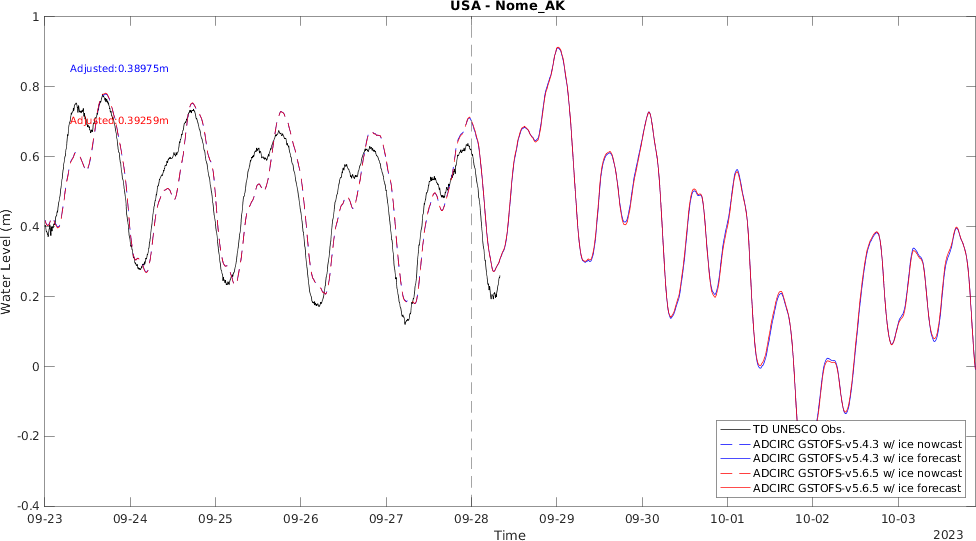 USA - Nome_AK
1
0.8
0.6
0.4
0.2
0
-0.2
-0.4
Water Level (m)
Adjusted:0.38975m
Adjusted:0.39259m
TD UNESCO Obs.
ADCIRC GSTOFS-v5.4.3 w/ ice nowcast
ADCIRC GSTOFS-v5.4.3 w/ ice forecast
ADCIRC GSTOFS-v5.6.5 w/ ice nowcast
ADCIRC GSTOFS-v5.6.5 w/ ice forecast
09-23 09-24 09-25 09-26 09-27 09-28 09-29 09-30 10-01 10-02 10-03
Time
2023